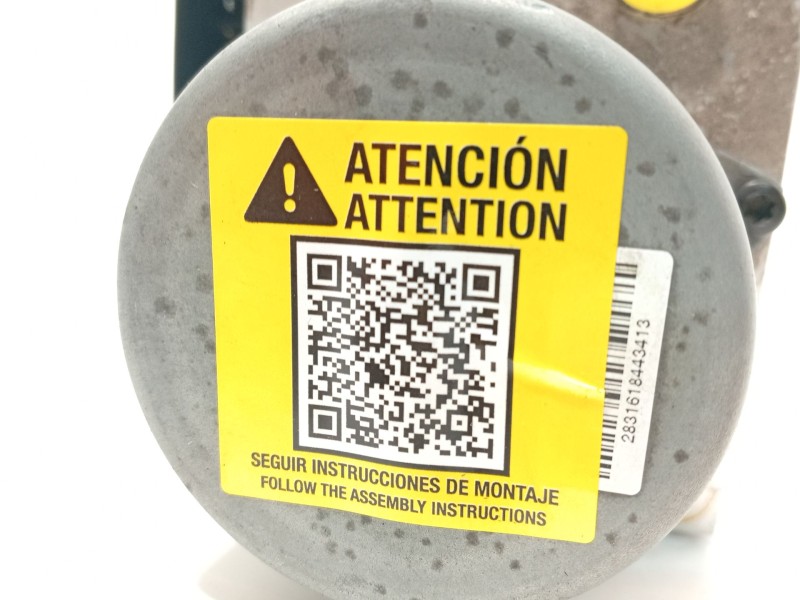 ATENCIÓN
ATTENTION
SEGUIR INSTRUCCIONES DE MONTAJE
FOLLOW THE ASSEMBLY INSTRUCTIONS
2831618443413